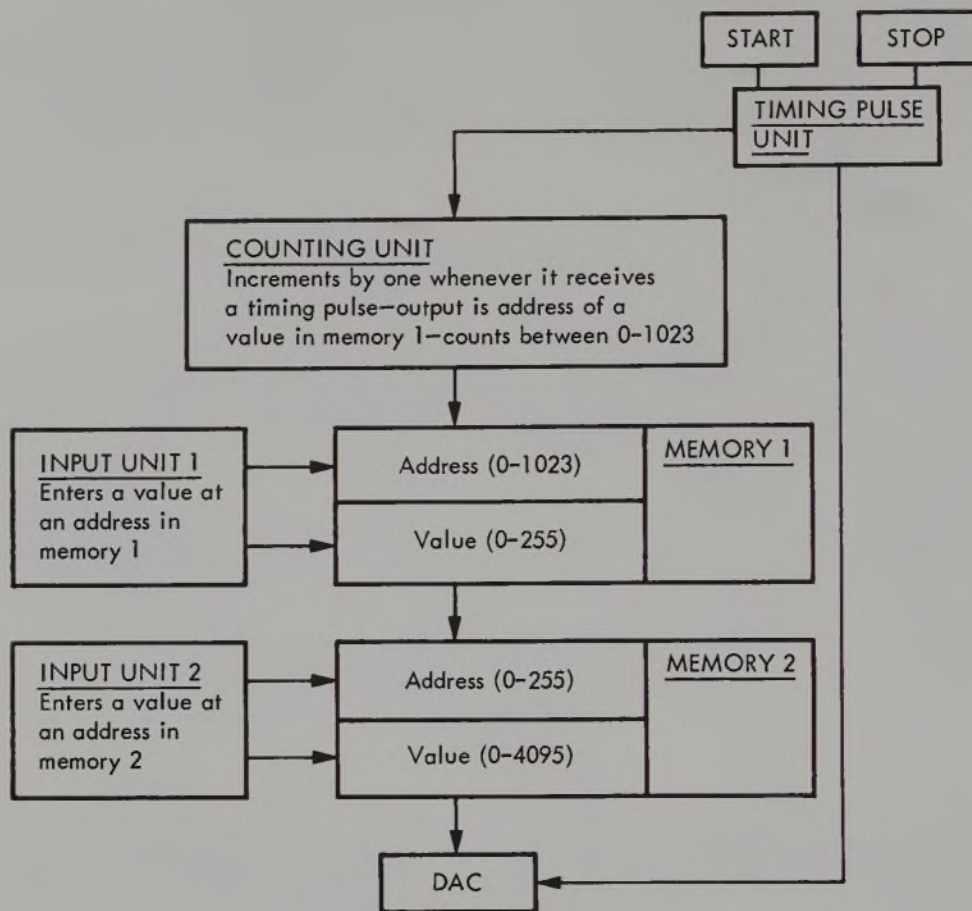 START
STOP
TIMING PULSE
UNIT
COUNTING UNIT
Increments by one whenever it receives
a timing pulse—output is address of a
value in memory 1—counts between 0-1023
INPUT UNIT 1
Enters a value at
an address in
memory 1
Address (0-1023)
MEMORY 1
Value (0-255)
INPUT UNIT 2
Enters a value at
an address in
memory 2
Address (0-255)
MEMORY 2
Value (0-4095)
DAC